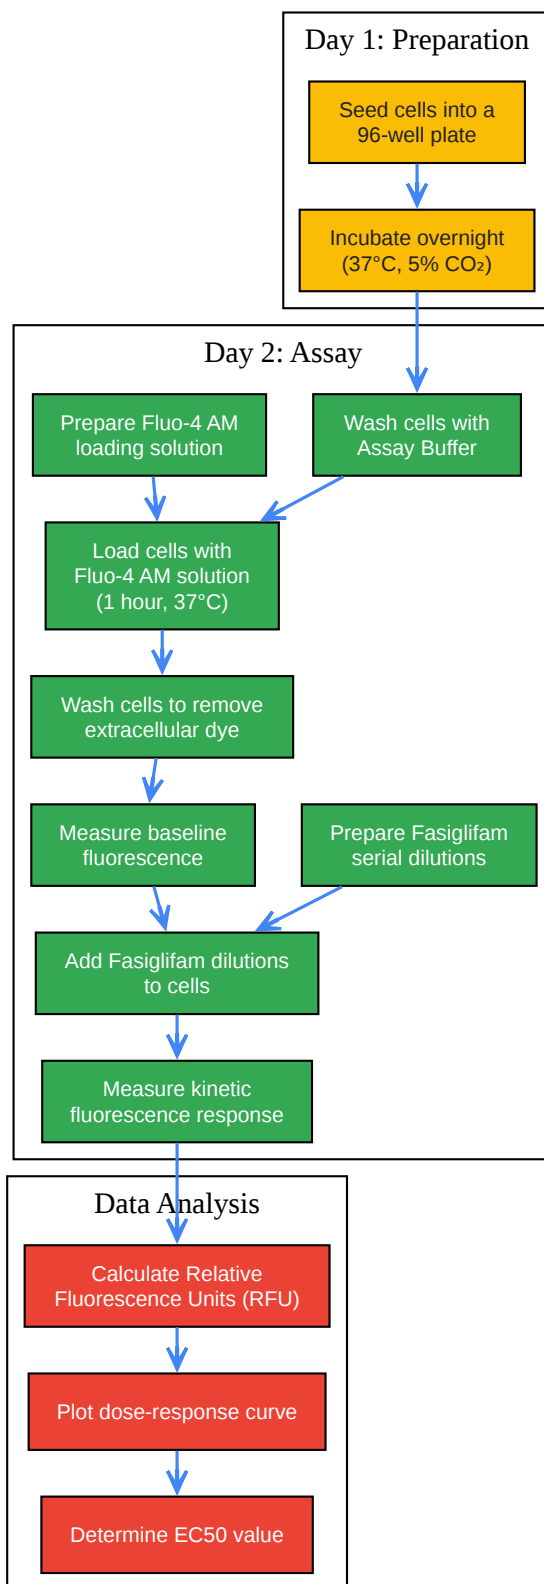 Day 1: Preparation
Seed cells into a
96-well plate
Incubate overnight
(37°C, 5% CO₂)
Day 2: Assay
Prepare Fluo-4 AM
loading solution
Wash cells with
Assay Buffer
Load cells with
Fluo-4 AM solution
(1 hour, 37°C)
Wash cells to remove
extracellular dye
Measure baseline
fluorescence
Prepare Fasiglifam
serial dilutions
Add Fasiglifam dilutions
to cells
Measure kinetic
fluorescence response
Data Analysis
Calculate Relative
Fluorescence Units (RFU)
Plot dose-response curve
Determine EC50 value